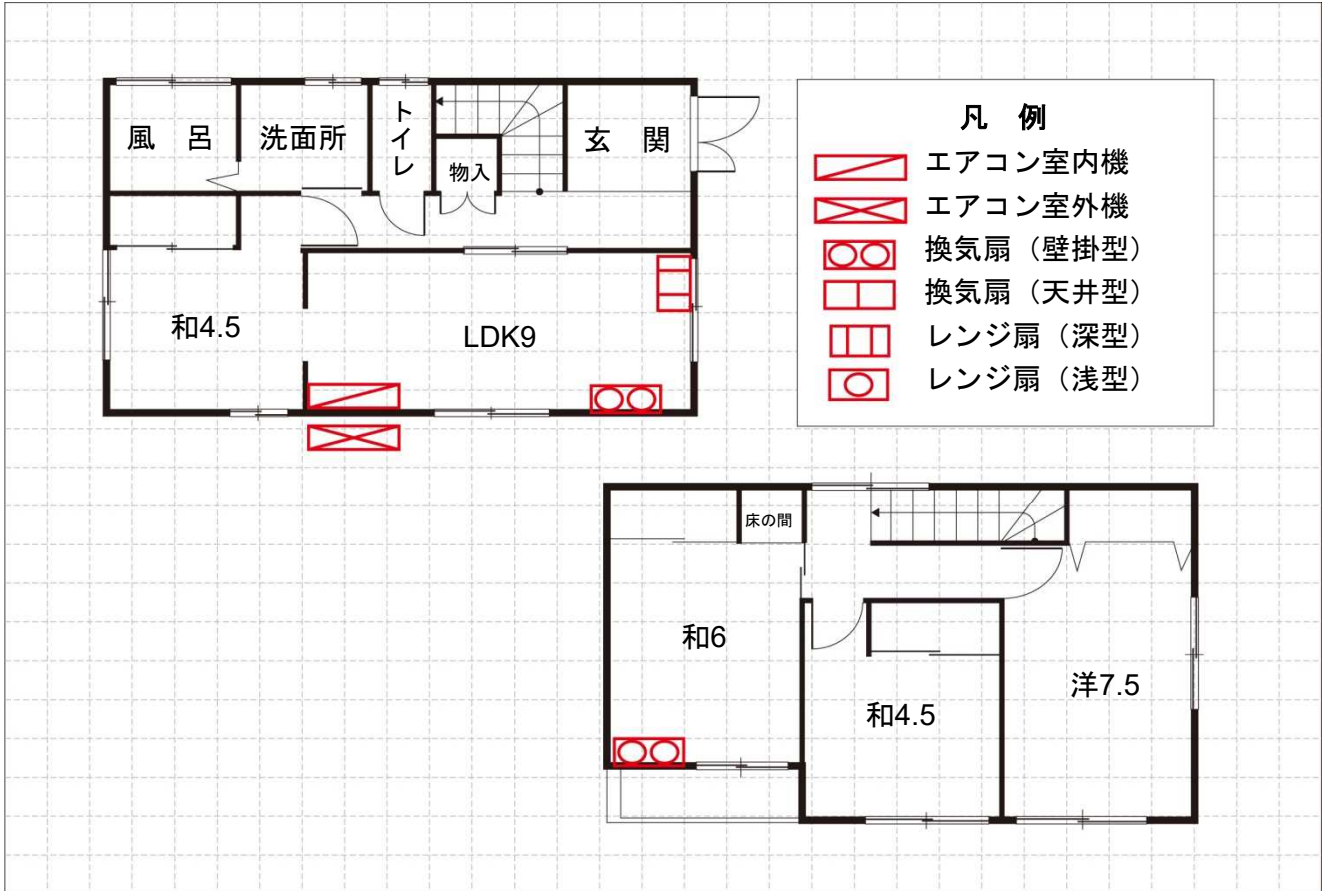 風 呂
洗面所
トイレ
物入
玄 関
和4.5
LDK9
凡 例
エアコン室内機
エアコン室外機
換気扇（壁掛型）
換気扇（天井型）
レンジ扇（深型）
レンジ扇（浅型）
床の間
和6
和4.5
洋7.5